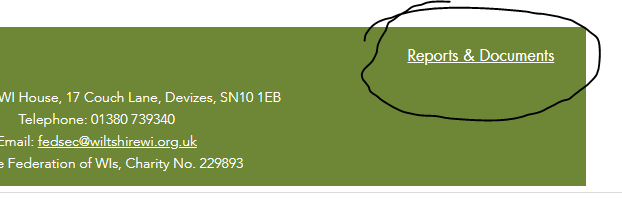 Reports & Documents
WI House, 17 Couch Lane, Devizes, SN10 1EB
Telephone: 01380 739340
Email: fedsec@wiltshirewi.org.uk
Federation of WIs, Charity No. 229893